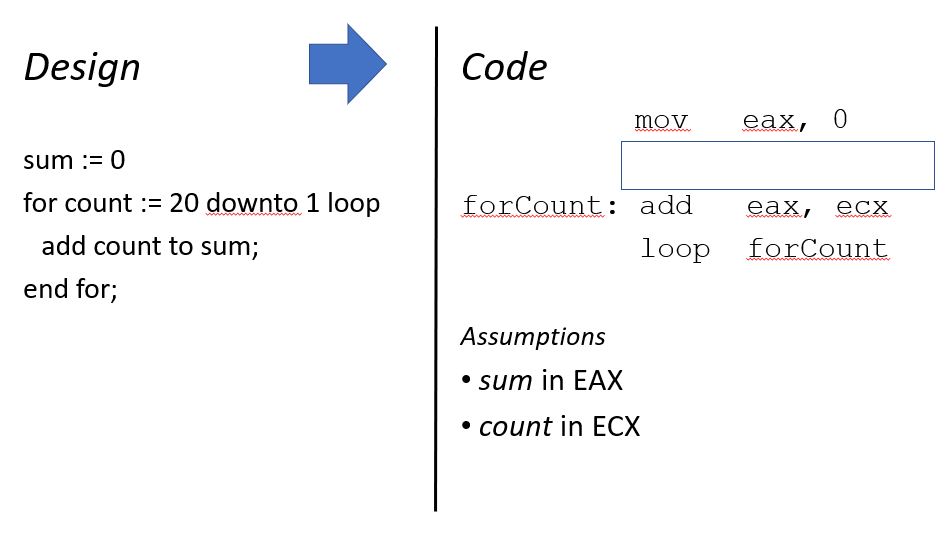 Design
sum := 0
for count := 20 downto 1 loop
add count to sum;
end for;
Code
mov eax, 0
forCount: add eax, ecx
loop forCount
Assumptions
• sum in EAX
• count in ECX